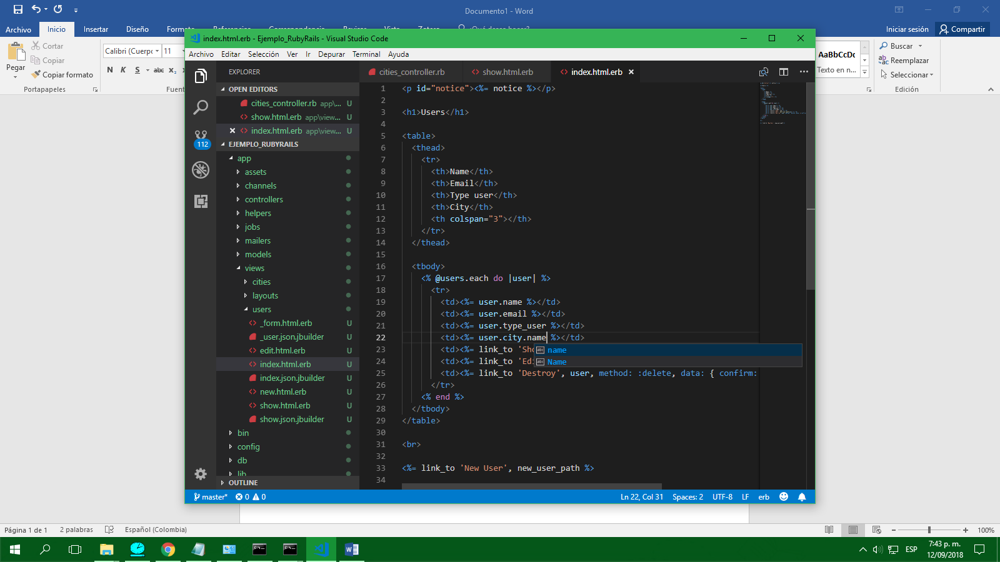 Documento1 - Word
Archivo Inicio Insertar Diseño
Iniciar sesión Compartir
Pegar
Cortar
Copiar
Copiar formato
Portapapeles
Calibri (Cuerpo 11
N K S abc x₂
Fuent
AaBbCcDc
Texto en n...
Buscar
Reemplazar
Seleccionar
Edición
index.html.erb - Ejemplo_RubyRails - Visual Studio Code
Archivo Editar Selección Ver Ir Depurar Terminal Ayuda
EXPLORER
OPEN EDITORS
cities_controller.rb app\... U
show.html.erb app\view... U
index.html.erb app\view... U
112
EJEMPLO_RUBYRAILS
app
assets
channels
controllers
helpers
jobs
mailers
models
views
cities
layouts
users
_form.html.erb U
_user.json.jbuilder U
edit.html.erb U
index.html.erb U
index.json.jbuilder U
new.html.erb U
show.html.erb U
show.json.jbuilder U
bin
config
db
lib
OUTLINE
cities_controller.rb show.html.erb index.html.erb
1 <p id="notice"><%= notice %></p>
2
3 <h1>Users</h1>
4
5 <table>
6 <thead>
7 <tr>
8 <th>Name</th>
9 <th>Email</th>
10 <th>Type user</th>
11 <th>City</th>
12 <th colspan="3"></th>
13 </tr>
14 </thead>
15
16 <tbody>
17 <% @users.each do |user| %>
18 <tr>
19 <td><%= user.name %></td>
20 <td><%= user.email %></td>
21 <td><%= user.type_user %></td>
22 <td><%= user.city.name %></td>
23 <td><%= link_to 'Sho
name
24 <td><%= link_to 'Edi
Name
25 <td><%= link_to 'Destroy', user, method: :delete, data: { confirm:
26 </tr>
27 <% end %>
28 </tbody>
29 </table>
30
31 <br>
32
33 <%= link_to 'New User', new_user_path %>
34
master* 0 0 Ln 22, Col 31 Spaces: 2 UTF-8 LF erb
Página 1 de 1 2 palabras Español (Colombia) 100%
ESP
7:43 p. m.
12/09/2018